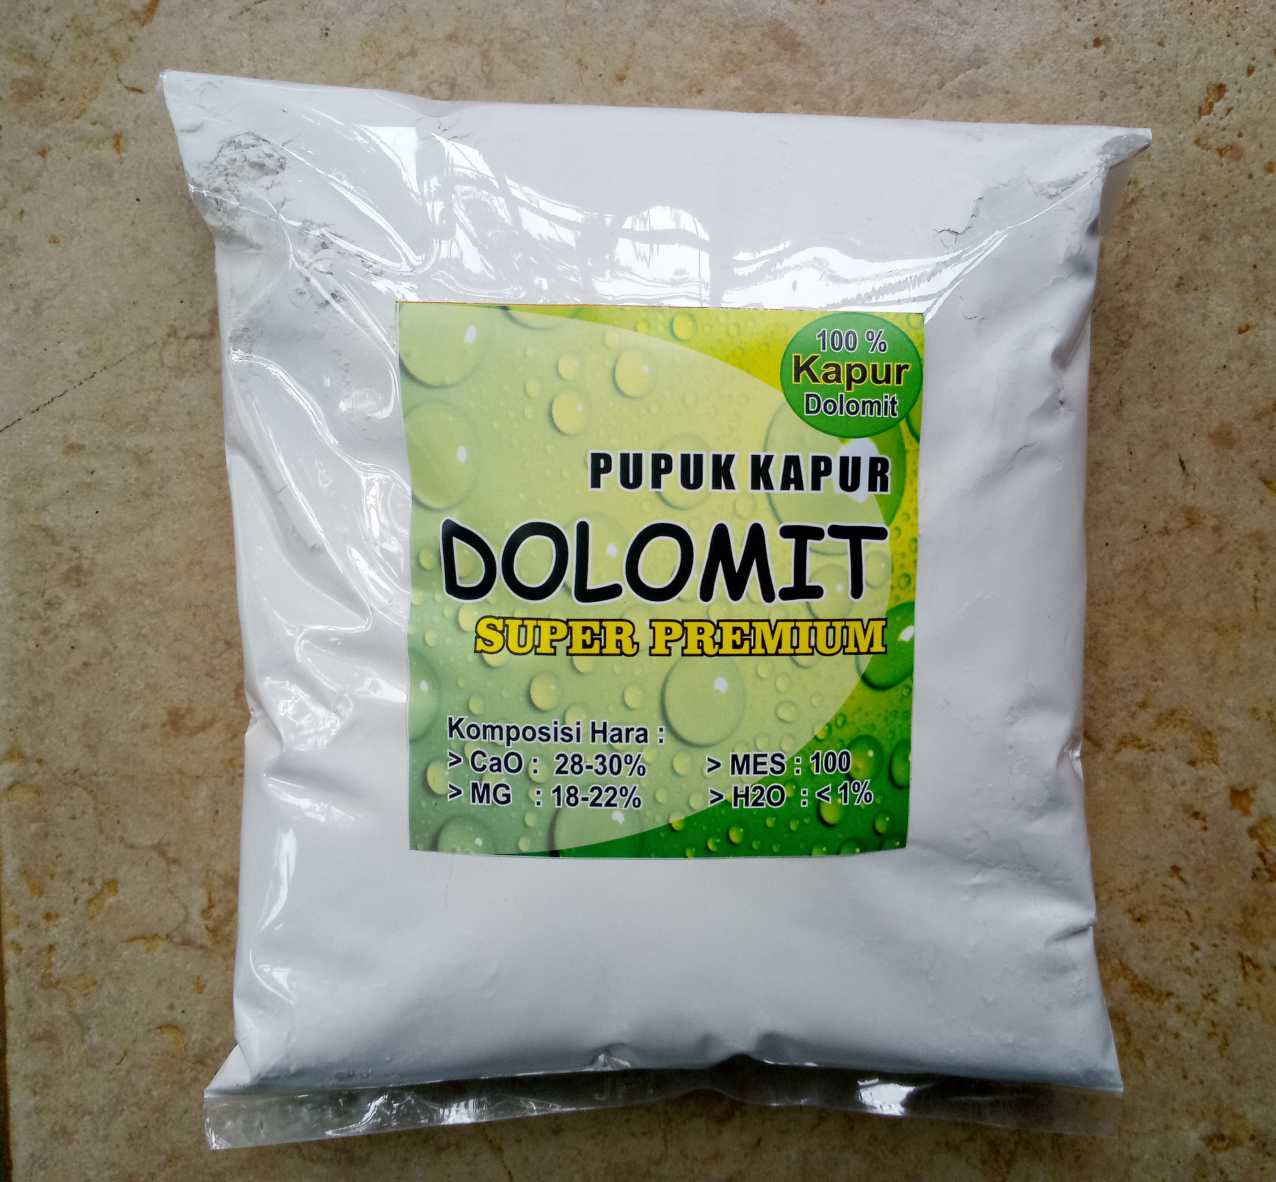 100 %
Kapur
Dolomit
PUPUK KAPUR
DOLOMIT
SUPER PREMIUM
Komposisi Hara :
> CaO : 28-30%
> MG : 18-22%
> MES : 100
> H2O : < 1%